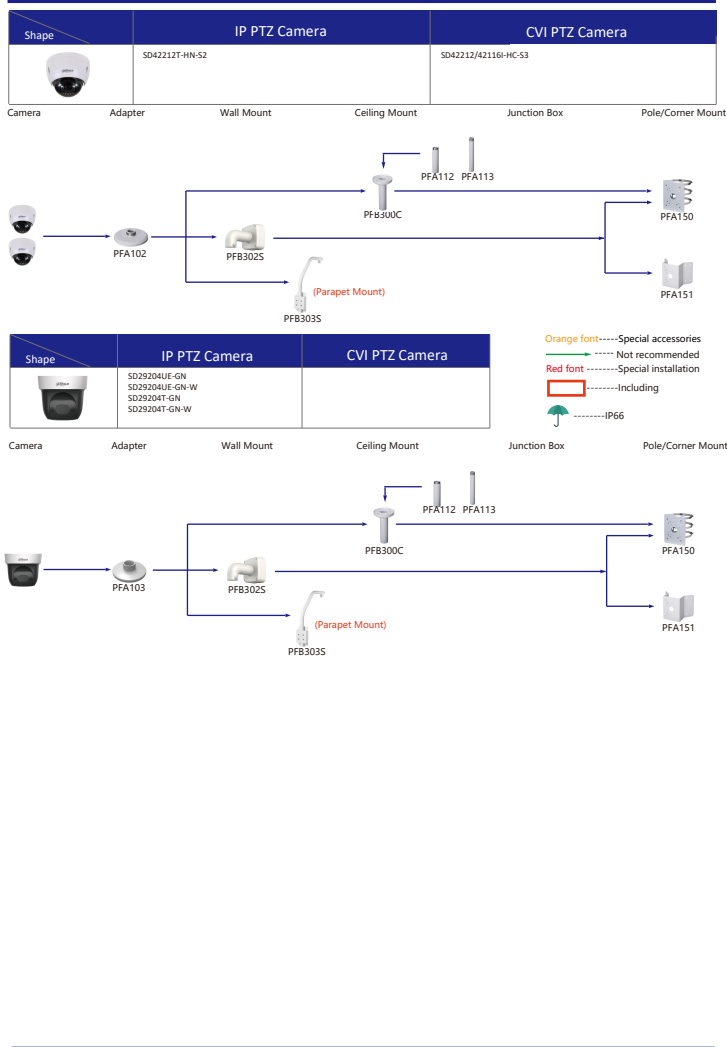 Shape
IP PTZ Camera
CVI PTZ Camera
SD42212T-HN-S2
SD42212/42116I-HC-S3
Camera
Adapter
Wall Mount
Ceiling Mount
Junction Box
Pole/Corner Mount
PFA112
PFA113
PFB300C
PFA150
PFA102
PFB302S
(Parapet Mount)
PFA151
PFB303S
Shape
IP PTZ Camera
CVI PTZ Camera
SD29204UE-GN
SD29204UE-GN-W
SD29204T-GN
SD29204T-GN-W
Orange font-----Special accessories
----- Not recommended
Red font -------Special installation
-------Including
--------IP66
Camera
Adapter
Wall Mount
Ceiling Mount
Junction Box
Pole/Corner Mount
PFA112
PFA113
PFB300C
PFA150
PFA103
PFB302S
(Parapet Mount)
PFA151
PFB303S